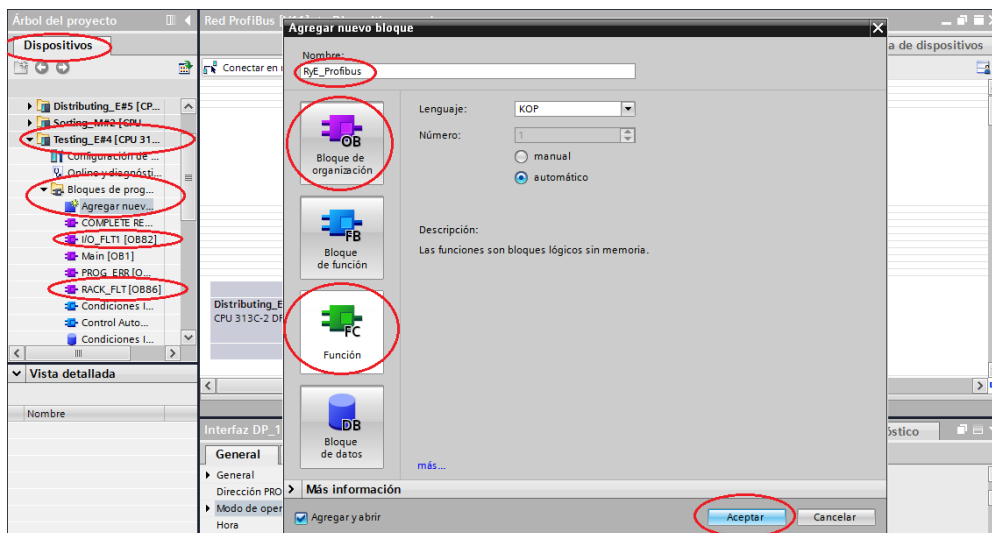 Árbol del proyecto
Red ProfiBus
Agregar nuevo bloque
Dispositivos
a de dispositivos
Nombre:
Conectar en
RyE_Profibus
Distributing_E#5 [CP...
Sorting_M#2 [CPU
Testing_E#4 [CPU 31...
Configuración de ...
Online y diagnósti...
Bloques de prog...
Agregar nuev...
COMPLETE RE...
I/O_FLT1 [OB82]
Main [OB1]
PROG_ERR [O...
RACK_FLT [OB86]
Condiciones I...
Control Auto...
Condiciones I...
OB
Bloque de
organización
FB
Bloque
de función
FC
Función
DB
Bloque
de datos
Lenguaje:
KOP
Número:
1
manual
automático
Descripción:
Las funciones son bloques lógicos sin memoria.
más...
Distributing_E
CPU 313C-2 DP
Vista detallada
Nombre
Interfaz DP_1
óstico
General
General
Dirección PRO
Modo de oper
Hora
Más información
Agregar y abrir
Aceptar
Cancelar